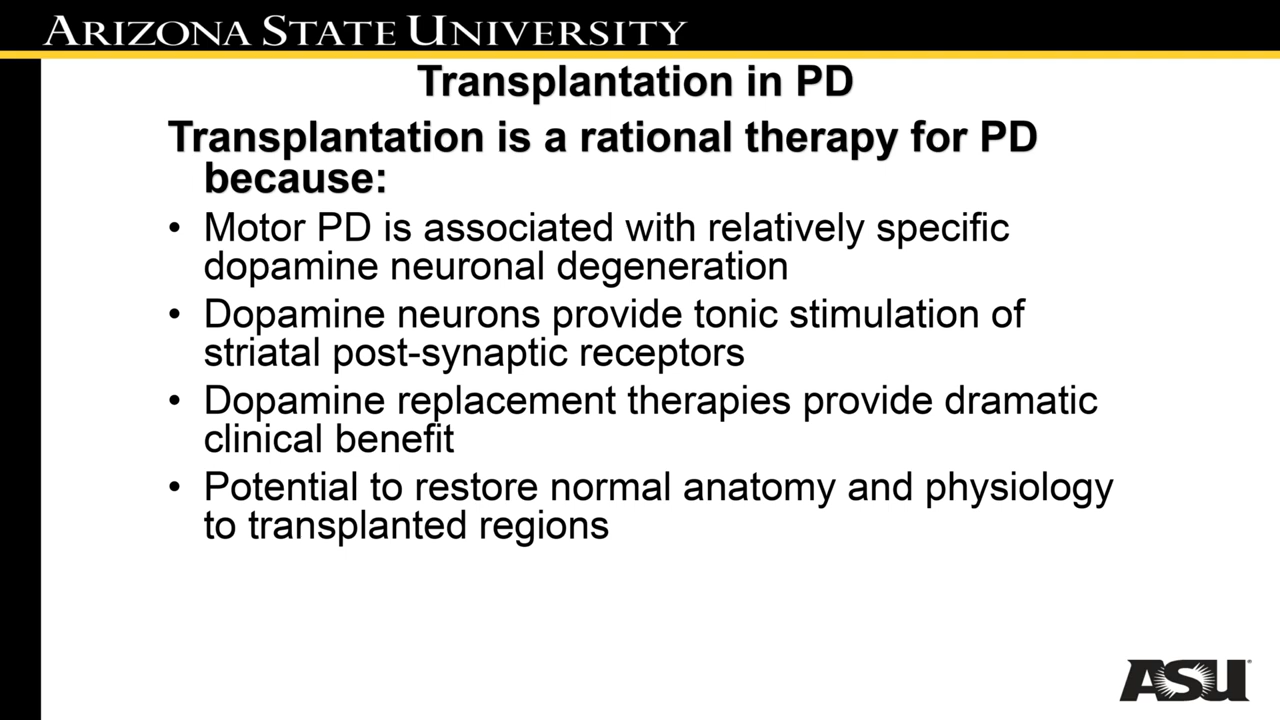 ARIZONA STATE UNIVERSITY
Transplantation in PD
Transplantation is a rational therapy for PD
because:
• Motor PD is associated with relatively specific
dopamine neuronal degeneration
• Dopamine neurons provide tonic stimulation of
striatal post-synaptic receptors
• Dopamine replacement therapies provide dramatic
clinical benefit
• Potential to restore normal anatomy and physiology
to transplanted regions
ASU